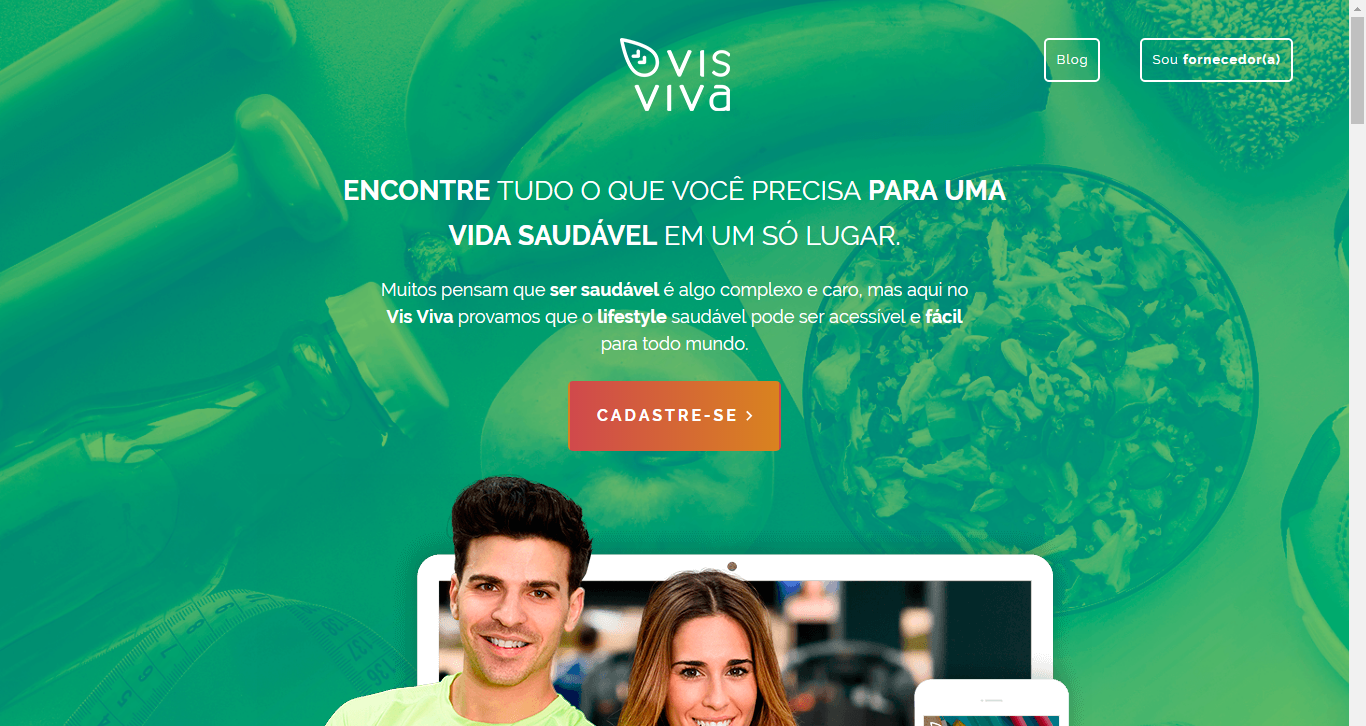 VIS
VIVa
Blog
Sou fornecedor(a)
ENCONTRE TUDO O QUE VOCÊ PRECISA PARA UMA
VIDA SAUDÁVEL EM UM SÓ LUGAR.
Muitos pensam que ser saudável é algo complexo e caro, mas aqui no
Vis Viva provamos que o lifestyle saudável pode ser acessível e fácil
para todo mundo.
CADASTRE-SE >
137
136